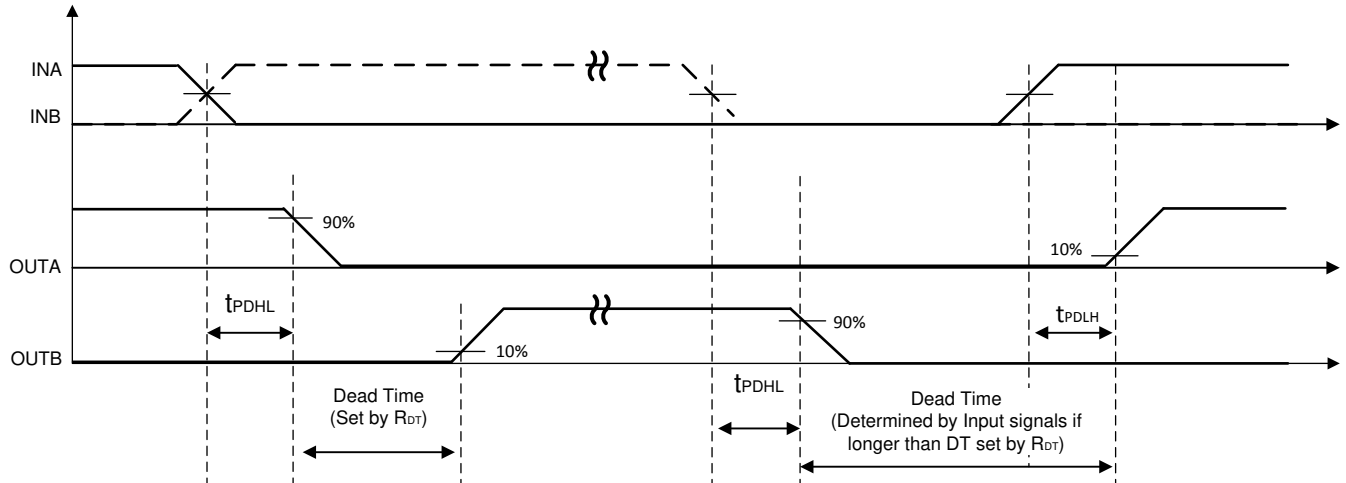 INA
INB
90%
10%
OUTA
tPDHL
tPDLH
90%
10%
OUTB
tPDHL
Dead Time
(Set by RDT)
Dead Time
(Determined by Input signals if
longer than DT set by RDT)